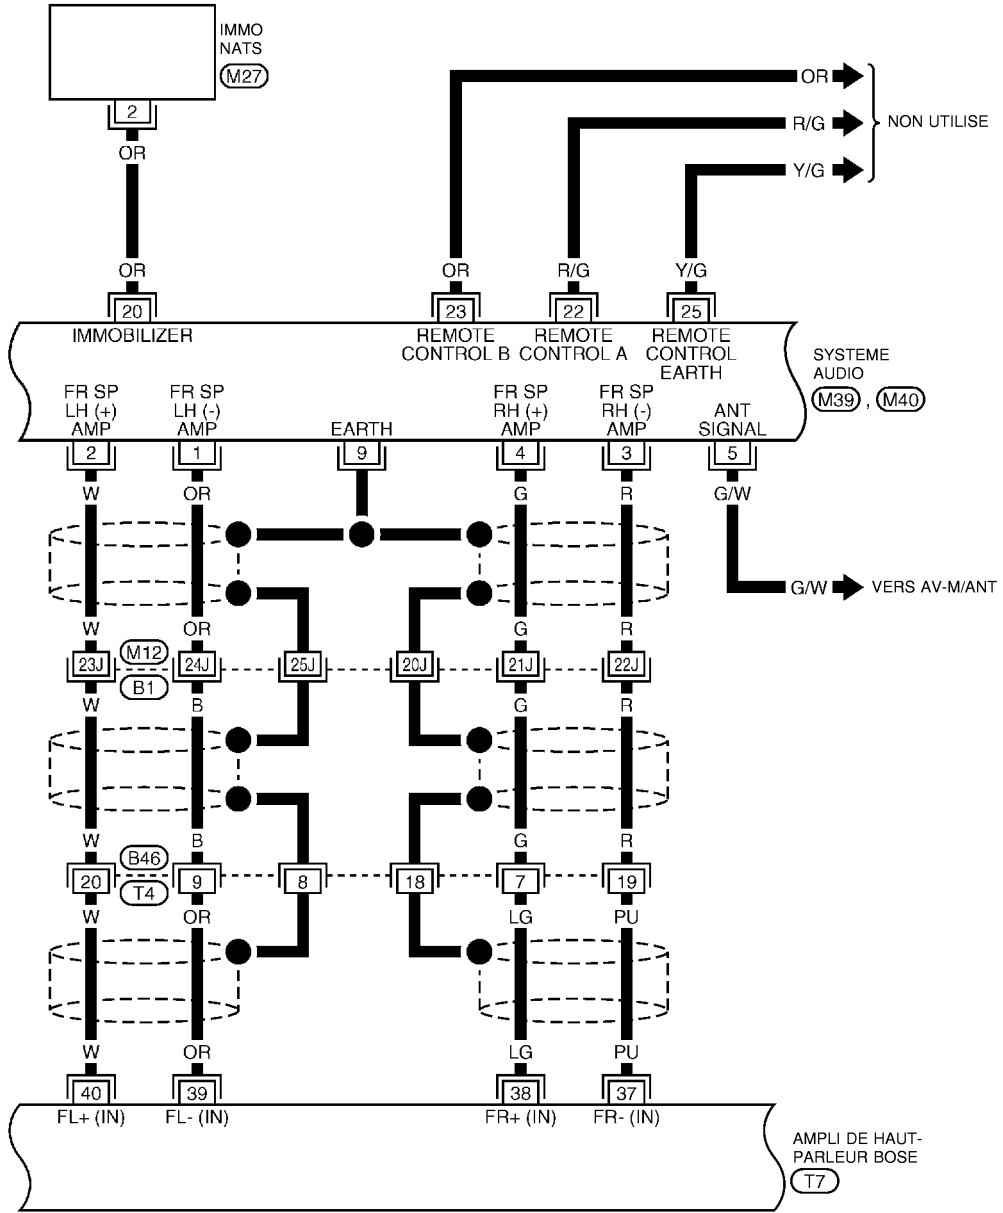 IMMO
NATS
M27
2
OR
OR
20
IMMOBILIZER
OR
R/G
Y/G
NON UTILISE
OR R/G Y/G
23 22 25
REMOTE CONTROL B
REMOTE CONTROL A
REMOTE CONTROL EARTH
SYSTEME
AUDIO
M39 , M40
FR SP LH (+) AMP
FR SP LH (-) AMP
EARTH
FR SP RH (+) AMP
FR SP RH (-) AMP
ANT SIGNAL
2 1 9 4 3 5
W OR G R G/W
G/W VERS AV-M/ANT
W OR G R
M12
23J 24J 25J 20J 21J 22J
B1
W B G R
W B G R
B46
20 9 8 18 7 19
T4
W OR LG PU
W OR LG PU
40 39 38 37
FL+ (IN) FL- (IN) FR+ (IN) FR- (IN)
AMPLI DE HAUT-
PARLEUR BOSE
T7